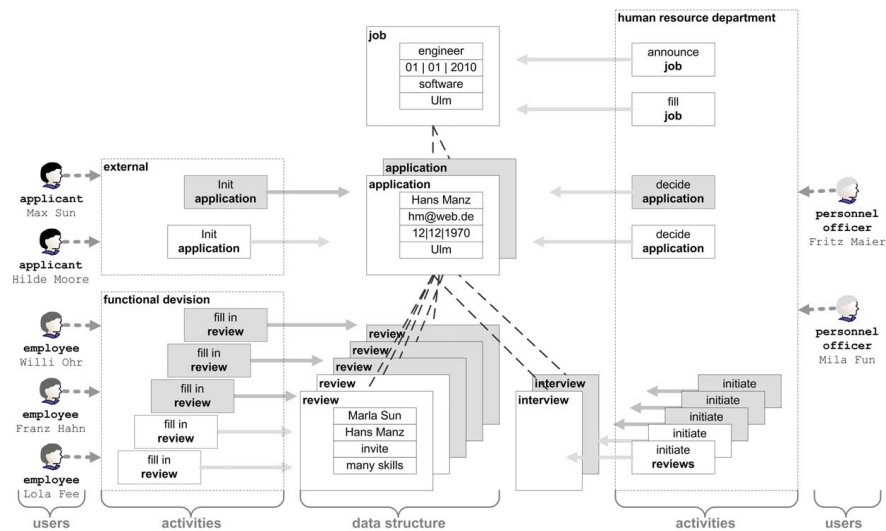 human resource department
job
engineer
01 | 01 | 2010
software
Ulm
announce
job
fill
job
external
applicant
Max Sun
Init
application
application
application
Hans Manz
hm@web.de
12|12|1970
Ulm
decide
application
personnel
officer
Fritz Maier
applicant
Hilde Moore
Init
application
decide
application
functional devision
employee
Willi Ohr
employee
Franz Hahn
employee
Lola Fee
fill in
review
fill in
review
fill in
review
fill in
review
fill in
review
review
review
review
review
review
Marla Sun
Hans Manz
invite
many skills
interview
interview
initiate
initiate
initiate
initiate
initiate
reviews
personnel
officer
Mila Fun
users
activities
data structure
activities
users